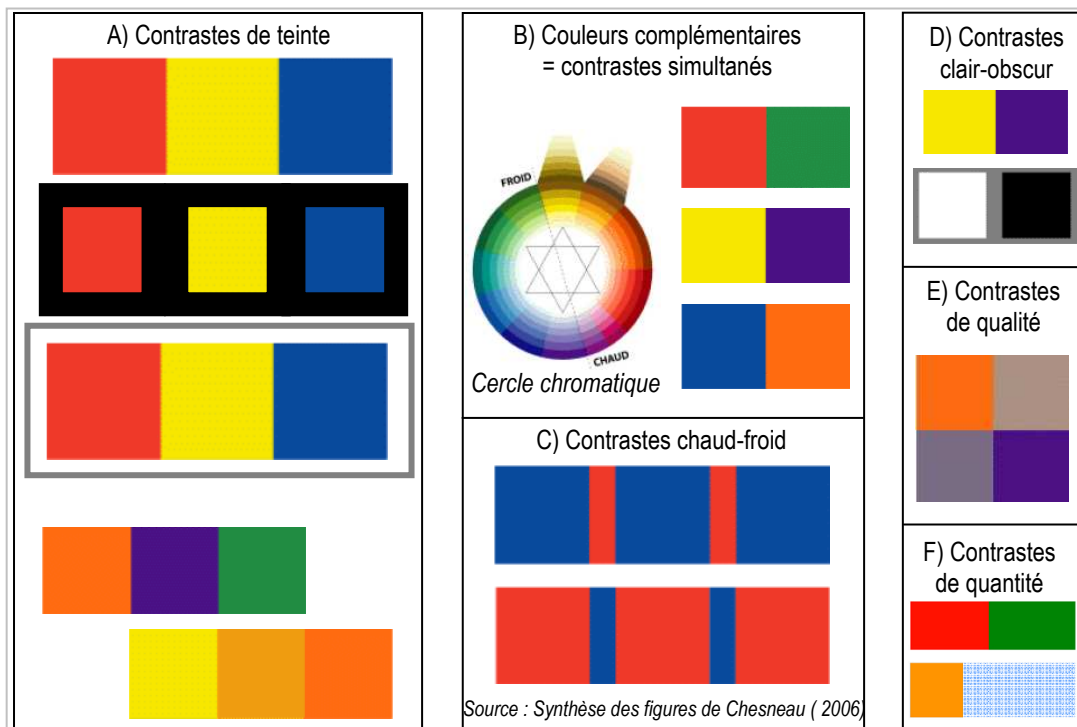 A) Contrastes de teinte
B) Couleurs complémentaires
= contrastes simultanés
FROID
CHAUD
Cercle chromatique
C) Contrastes chaud-froid
Source : Synthèse des figures de Chesneau ( 2006)
D) Contrastes
clair-obscur
E) Contrastes
de qualité
F) Contrastes
de quantité